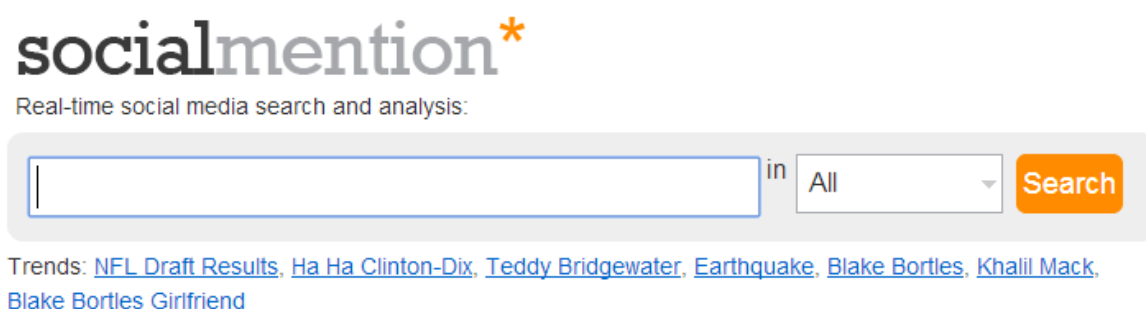 socialmention*
Real-time social media search and analysis:
in All Search
Trends: NFL Draft Results, Ha Ha Clinton-Dix, Teddy Bridgewater, Earthquake, Blake Bortles, Khalil Mack,
Blake Bortles Girlfriend